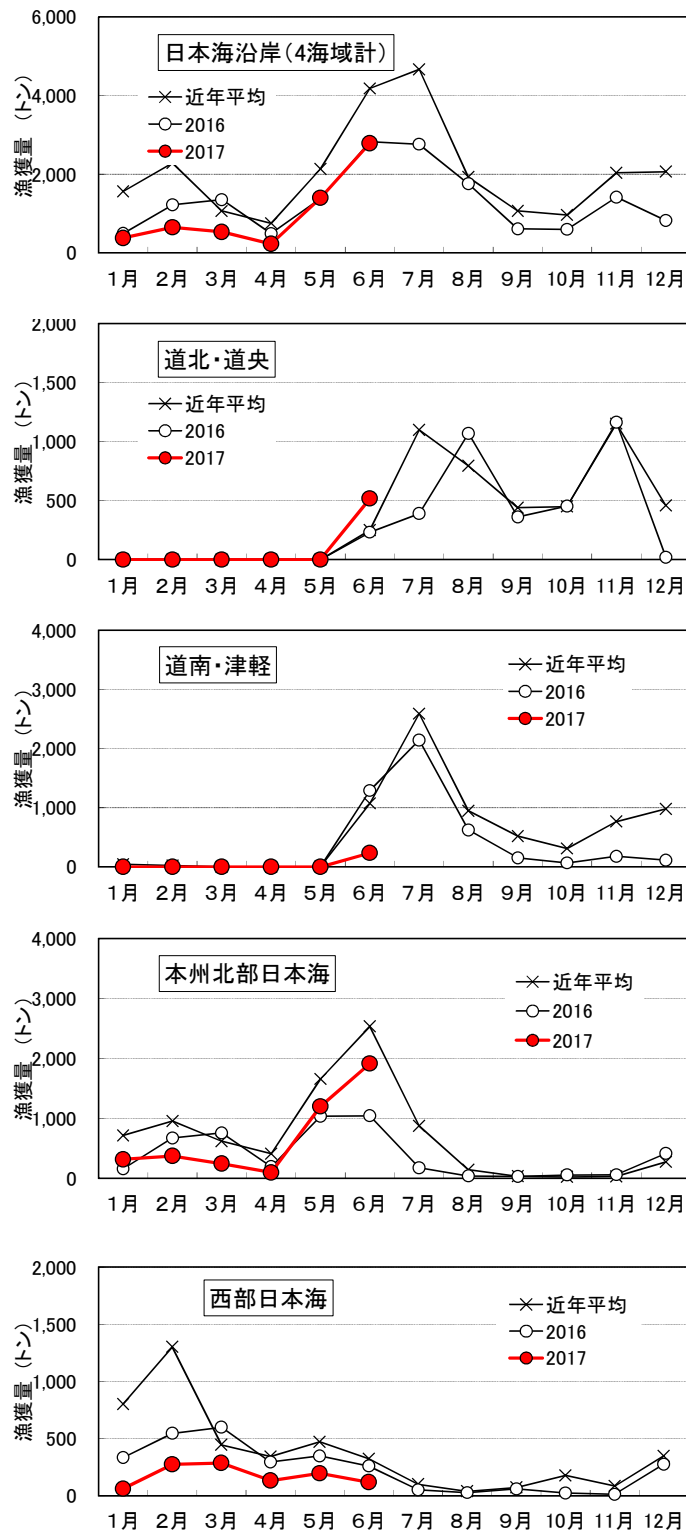 6,000
4,000
2,000
0
漁獲量 (トン)
日本海沿岸(4海域計)
近年平均
2016
2017
1月 2月 3月 4月 5月 6月 7月 8月 9月 10月 11月 12月
2,000
1,500
1,000
500
0
漁獲量 (トン)
道北・道央
近年平均
2016
2017
1月 2月 3月 4月 5月 6月 7月 8月 9月 10月 11月 12月
4,000
3,000
2,000
1,000
0
漁獲量 (トン)
道南・津軽
近年平均
2016
2017
1月 2月 3月 4月 5月 6月 7月 8月 9月 10月 11月 12月
4,000
3,000
2,000
1,000
0
漁獲量 (トン)
本州北部日本海
近年平均
2016
2017
1月 2月 3月 4月 5月 6月 7月 8月 9月 10月 11月 12月
2,000
1,500
1,000
500
0
漁獲量 (トン)
西部日本海
近年平均
2016
2017
1月 2月 3月 4月 5月 6月 7月 8月 9月 10月 11月 12月